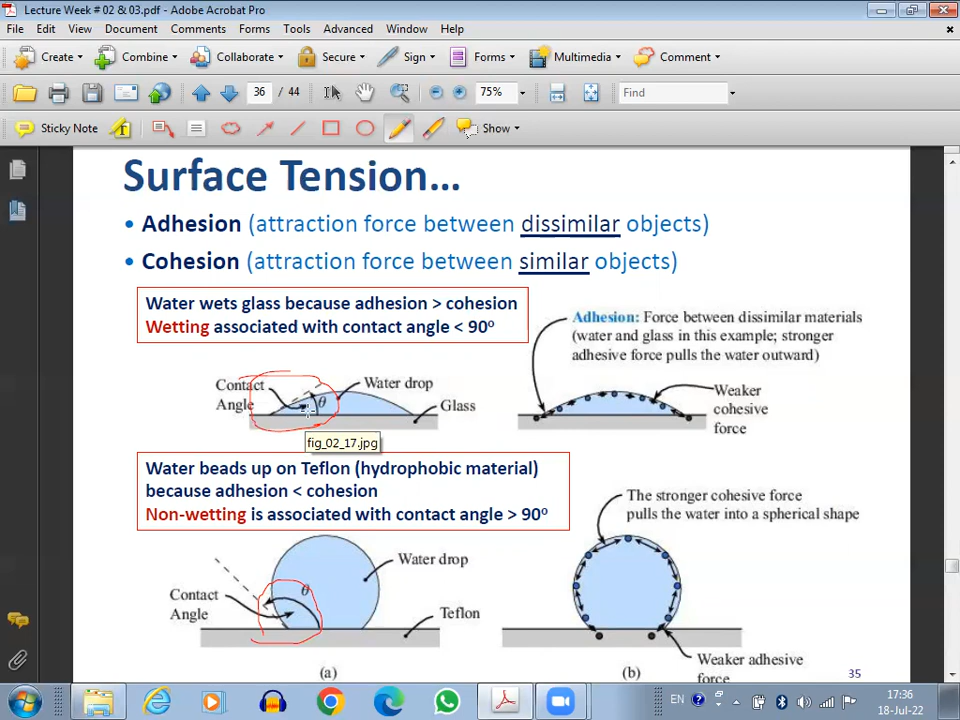 Lecture Week # 02 & 03.pdf - Adobe Acrobat Pro
File Edit View Document Comments Forms Tools Advanced Window Help
Create Combine Collaborate Secure Sign Forms Multimedia Comment
36 / 44 75% Find
Sticky Note Show
Surface Tension...
• Adhesion (attraction force between dissimilar objects)
• Cohesion (attraction force between similar objects)
Water wets glass because adhesion > cohesion
Wetting associated with contact angle < 90º
Adhesion: Force between dissimilar materials
(water and glass in this example; stronger
adhesive force pulls the water outward)
Contact
Angle
θ
Water drop
Glass
Weaker
cohesive
force
fig_02_17.jpg
Water beads up on Teflon (hydrophobic material)
because adhesion < cohesion
Non-wetting is associated with contact angle > 90º
The stronger cohesive force
pulls the water into a spherical shape
Contact
Angle
θ
Water drop
Teflon
Weaker adhesive
force
(a)
(b)
35
EN
17:36
18-Jul-22